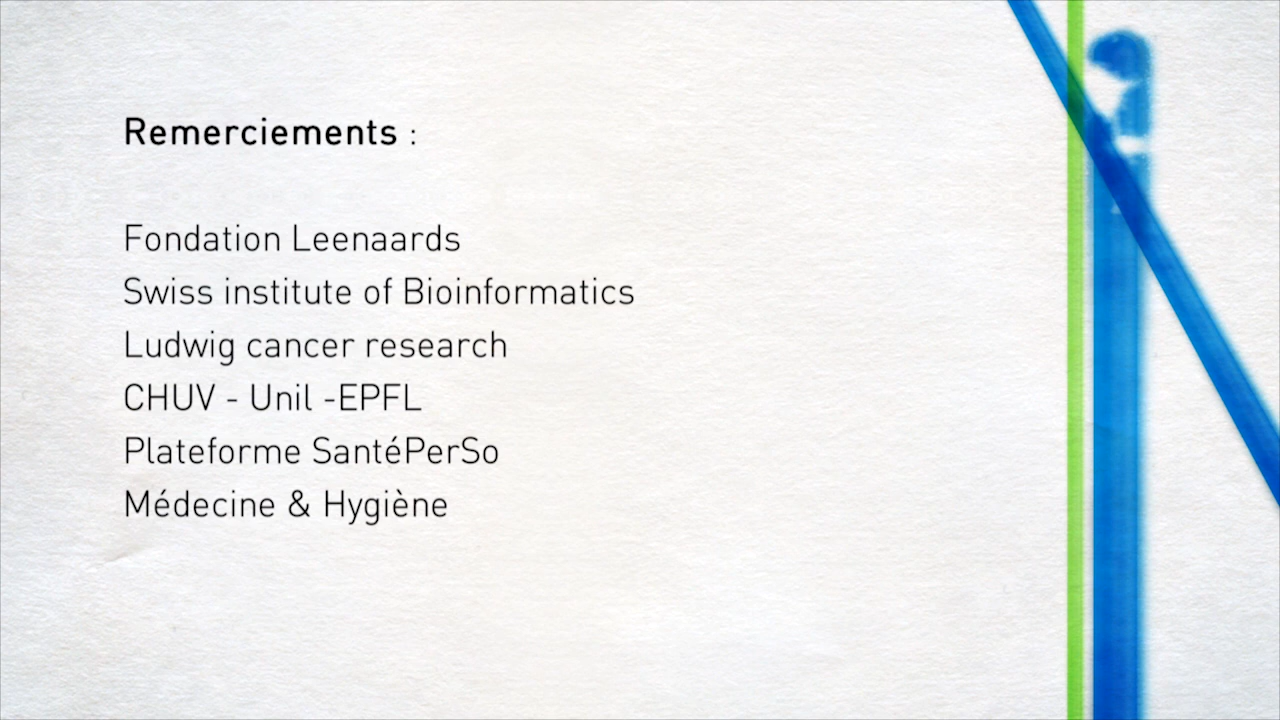 Remerciements :
Fondation Leenaards
Swiss institute of Bioinformatics
Ludwig cancer research
CHUV - Unil -EPFL
Plateforme SantéPerSo
Médecine & Hygiène